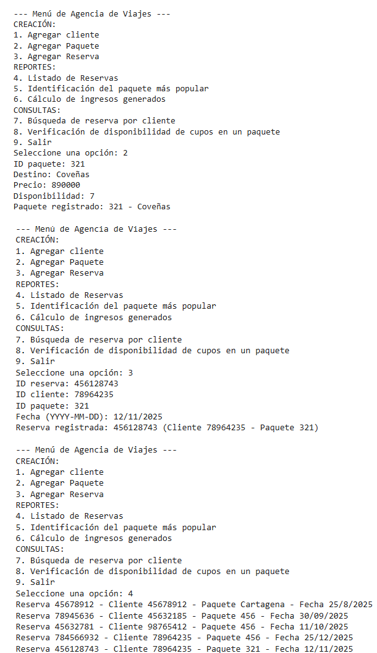 --- Menú de Agencia de Viajes ---
CREACIÓN:
1. Agregar cliente
2. Agregar Paquete
3. Agregar Reserva
REPORTES:
4. Listado de Reservas
5. Identificación del paquete más popular
6. Cálculo de ingresos generados
CONSULTAS:
7. Búsqueda de reserva por cliente
8. Verificación de disponibilidad de cupos en un paquete
9. Salir
Seleccione una opción: 2
ID paquete: 321
Destino: Coveñas
Precio: 890000
Disponibilidad: 7
Paquete registrado: 321 - Coveñas
--- Menú de Agencia de Viajes ---
CREACIÓN:
1. Agregar cliente
2. Agregar Paquete
3. Agregar Reserva
REPORTES:
4. Listado de Reservas
5. Identificación del paquete más popular
6. Cálculo de ingresos generados
CONSULTAS:
7. Búsqueda de reserva por cliente
8. Verificación de disponibilidad de cupos en un paquete
9. Salir
Seleccione una opción: 3
ID reserva: 456128743
ID cliente: 78964235
ID paquete: 321
Fecha (YYYY-MM-DD): 12/11/2025
Reserva registrada: 456128743 (Cliente 78964235 - Paquete 321)
--- Menú de Agencia de Viajes ---
CREACIÓN:
1. Agregar cliente
2. Agregar Paquete
3. Agregar Reserva
REPORTES:
4. Listado de Reservas
5. Identificación del paquete más popular
6. Cálculo de ingresos generados
CONSULTAS:
7. Búsqueda de reserva por cliente
8. Verificación de disponibilidad de cupos en un paquete
9. Salir
Seleccione una opción: 4
Reserva 45678912 - Cliente 45678912 - Paquete Cartagena - Fecha 25/8/2025
Reserva 78945636 - Cliente 45632185 - Paquete 456 - Fecha 30/09/2025
Reserva 45632781 - Cliente 98765412 - Paquete 456 - Fecha 11/10/2025
Reserva 784566932 - Cliente 78964235 - Paquete 456 - Fecha 25/12/2025
Reserva 456128743 - Cliente 78964235 - Paquete 321 - Fecha 12/11/2025